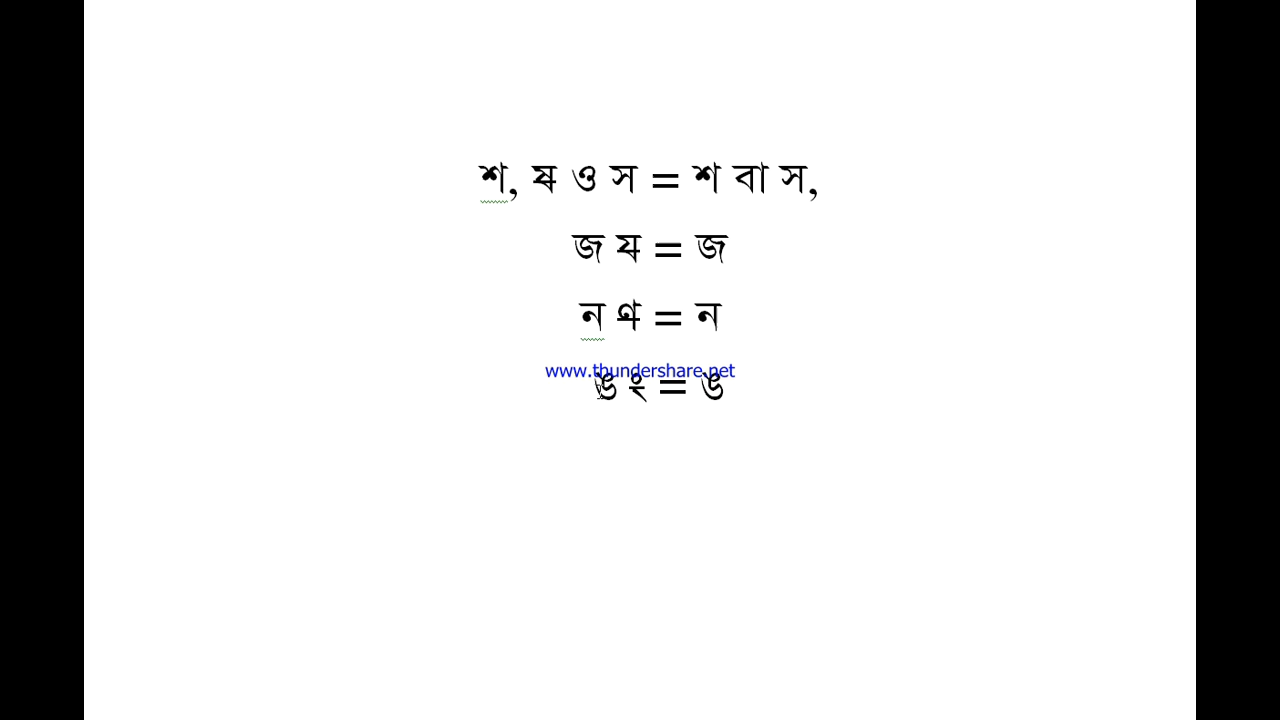 শ, ষ ও স = শ বা স,
জ য = জ
ন ণ = ন
www.thundershare.net
ঙ ং = ঙ